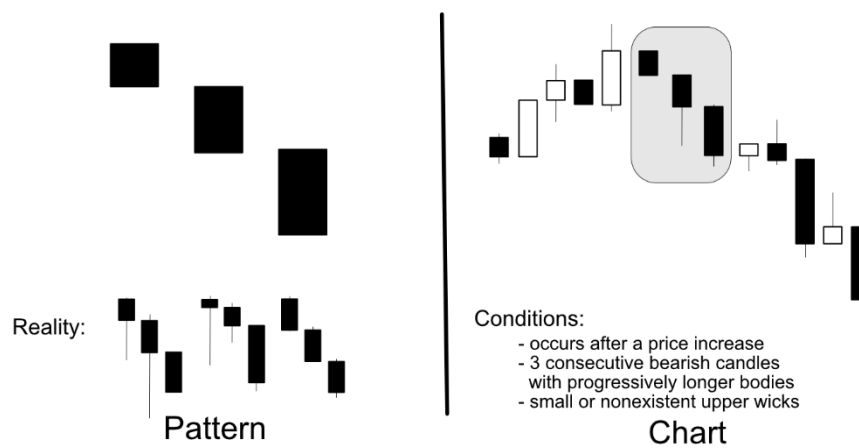 Reality:
Pattern
Conditions:
- occurs after a price increase
- 3 consecutive bearish candles
with progressively longer bodies
- small or nonexistent upper wicks
Chart